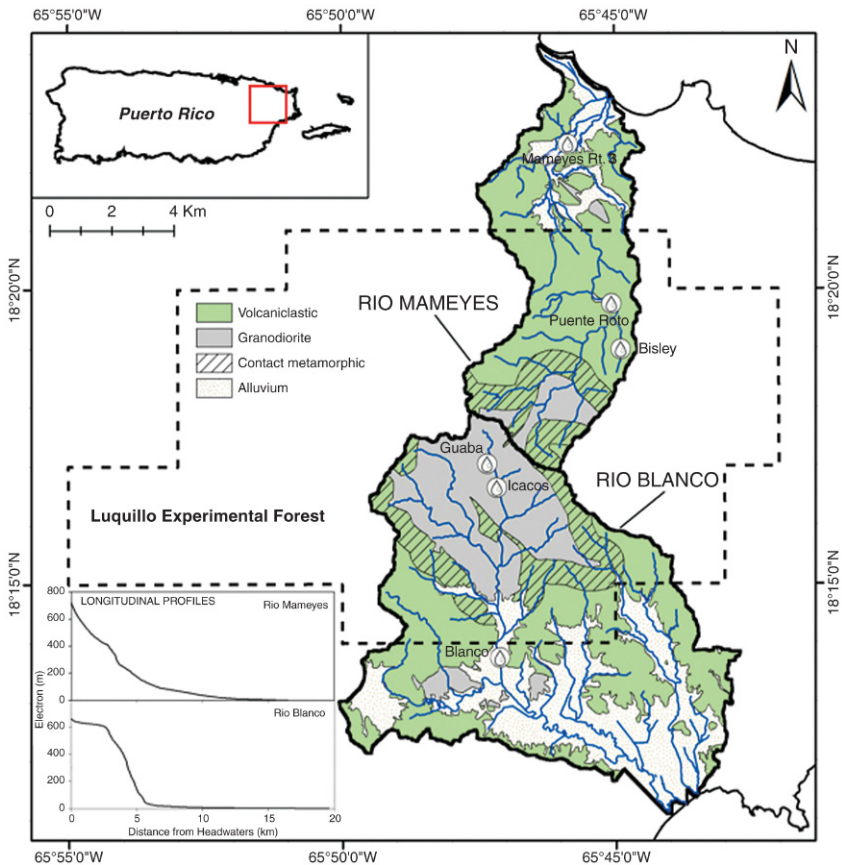 65°55'0"W
65°50'0"W
65°45'0"W
N
Puerto Rico
0 2 4 Km
Mameyes Rt. 3
18°20'0"N
18°20'0"N
RIO MAMEYES
Volcaniclastic
Granodiorite
Contact metamorphic
Alluvium
Puente Roto
Bisley
Guaba
Icacos
RIO BLANCO
Luquillo Experimental Forest
18°15'0"N
18°15'0"N
Blanco
LONGITUDINAL PROFILES
Rio Mameyes
800
600
400
200
0
Electron (m)
Rio Blanco
600
400
200
0
0 5 10 15 20
Distance from Headwaters (km)
65°55'0"W
65°50'0"W
65°45'0"W